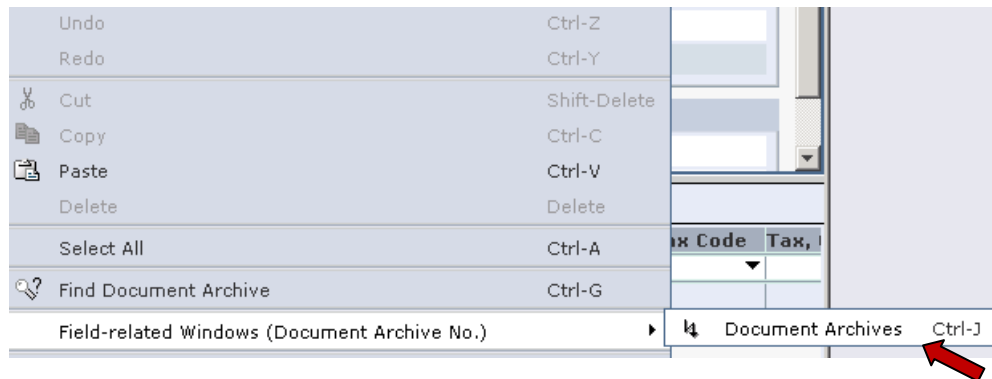 Undo Ctrl-Z
Redo Ctrl-Y
Cut Shift-Delete
Copy Ctrl-C
Paste Ctrl-V
Delete Delete
Select All Ctrl-A
Code Tax,
Find Document Archive Ctrl-G
Field-related Windows (Document Archive No.) Document Archives Ctrl-J